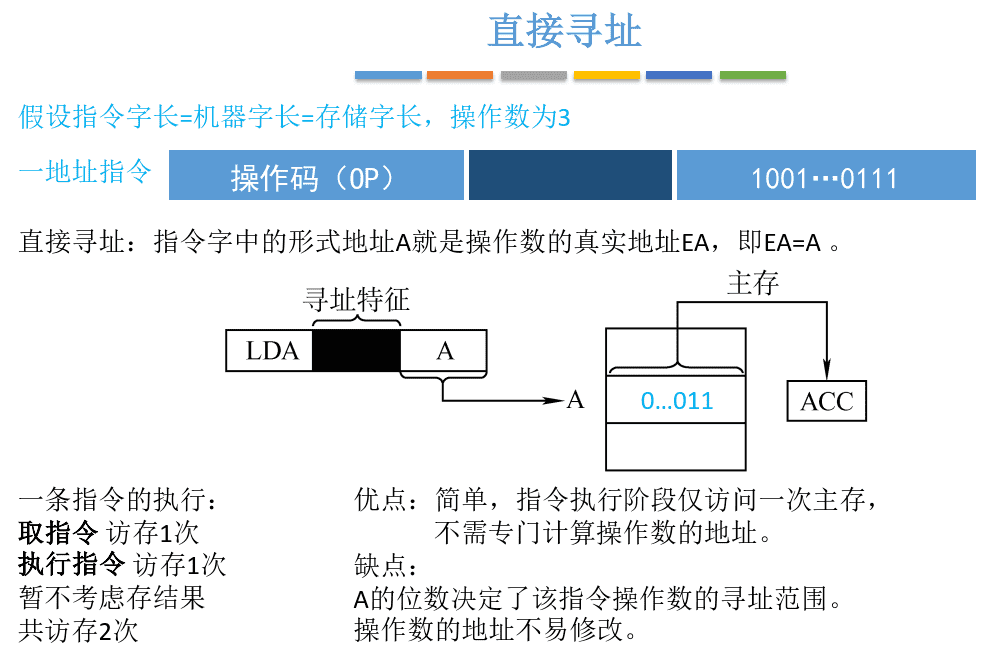 直接寻址
假设指令字长=机器字长=存储字长，操作数为3
一地址指令 操作码（OP） 1001…0111
直接寻址：指令字中的形式地址A就是操作数的真实地址EA，即EA=A 。
主存
寻址特征
LDA A
A 0…011 ACC
一条指令的执行：
取指令 访存1次
执行指令 访存1次
暂不考虑存结果
共访存2次
优点：简单，指令执行阶段仅访问一次主存，
不需专门计算操作数的地址。
缺点：
A的位数决定了该指令操作数的寻址范围。
操作数的地址不易修改。